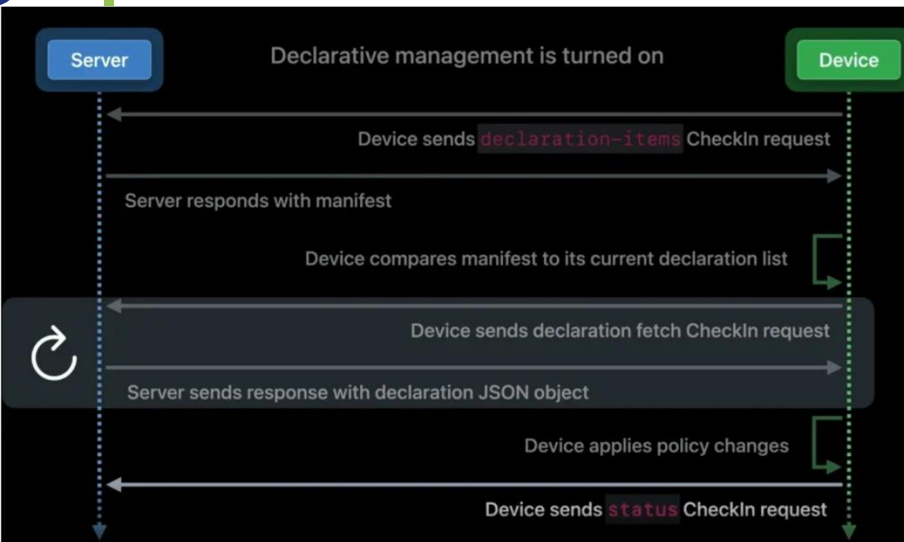 Server
Declarative management is turned on
Device
Device sends declaration-items CheckIn request
Server responds with manifest
Device compares manifest to its current declaration list
Device sends declaration fetch CheckIn request
Server sends response with declaration JSON object
Device applies policy changes
Device sends status CheckIn request